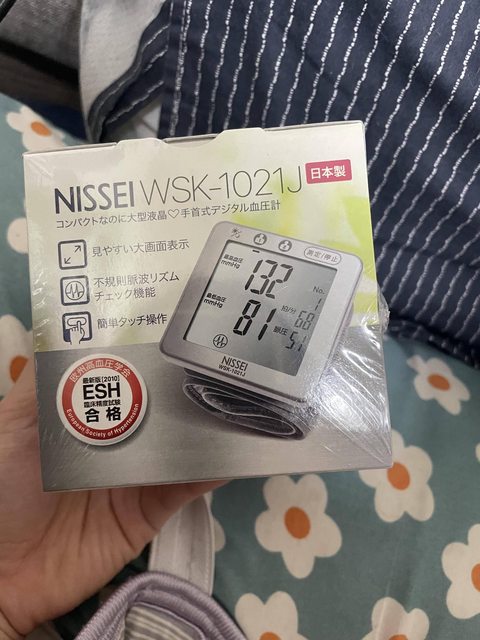 NISSEI WSK-1021J
日本製
コンパクトなのに大型液晶♡手首式デジタル血圧計
見やすい大画面表示
不規則脈波リズム
チェック機能
簡単タッチ操作
欧州高血圧学会
最新版[2010]
ESH
臨床精度試験
合格
European Society of Hypertension
測定/停止
最高血圧
mmHg
132
No.
1
最低血圧
mmHg
81
拍/分
68
脈圧
51
NISSEI
WSK-1021J